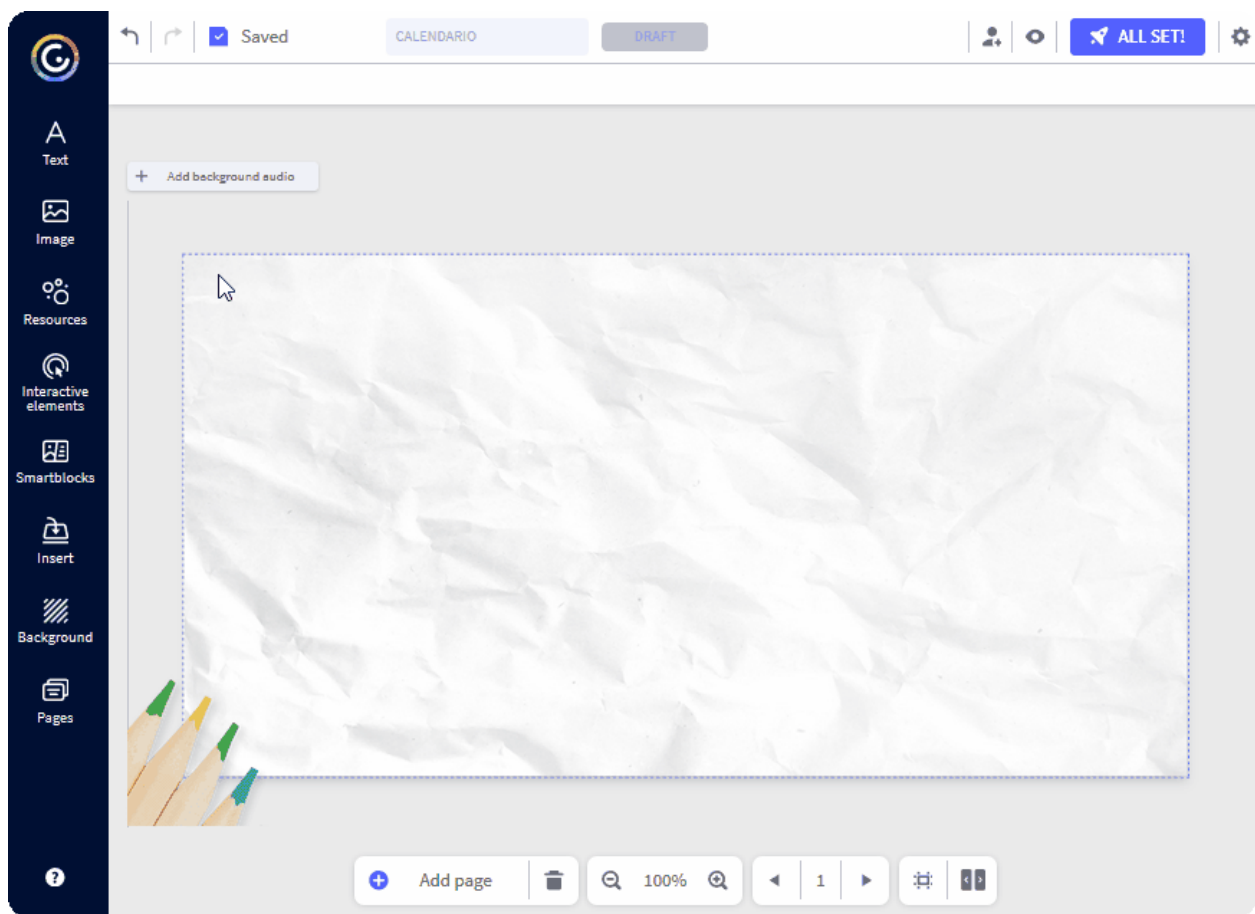 Saved
CALENDARIO
DRAFT
ALL SET!
Text
Add background audio
Image
Resources
Interactive
elements
Smartblocks
Insert
Background
Pages
Add page
100%
1